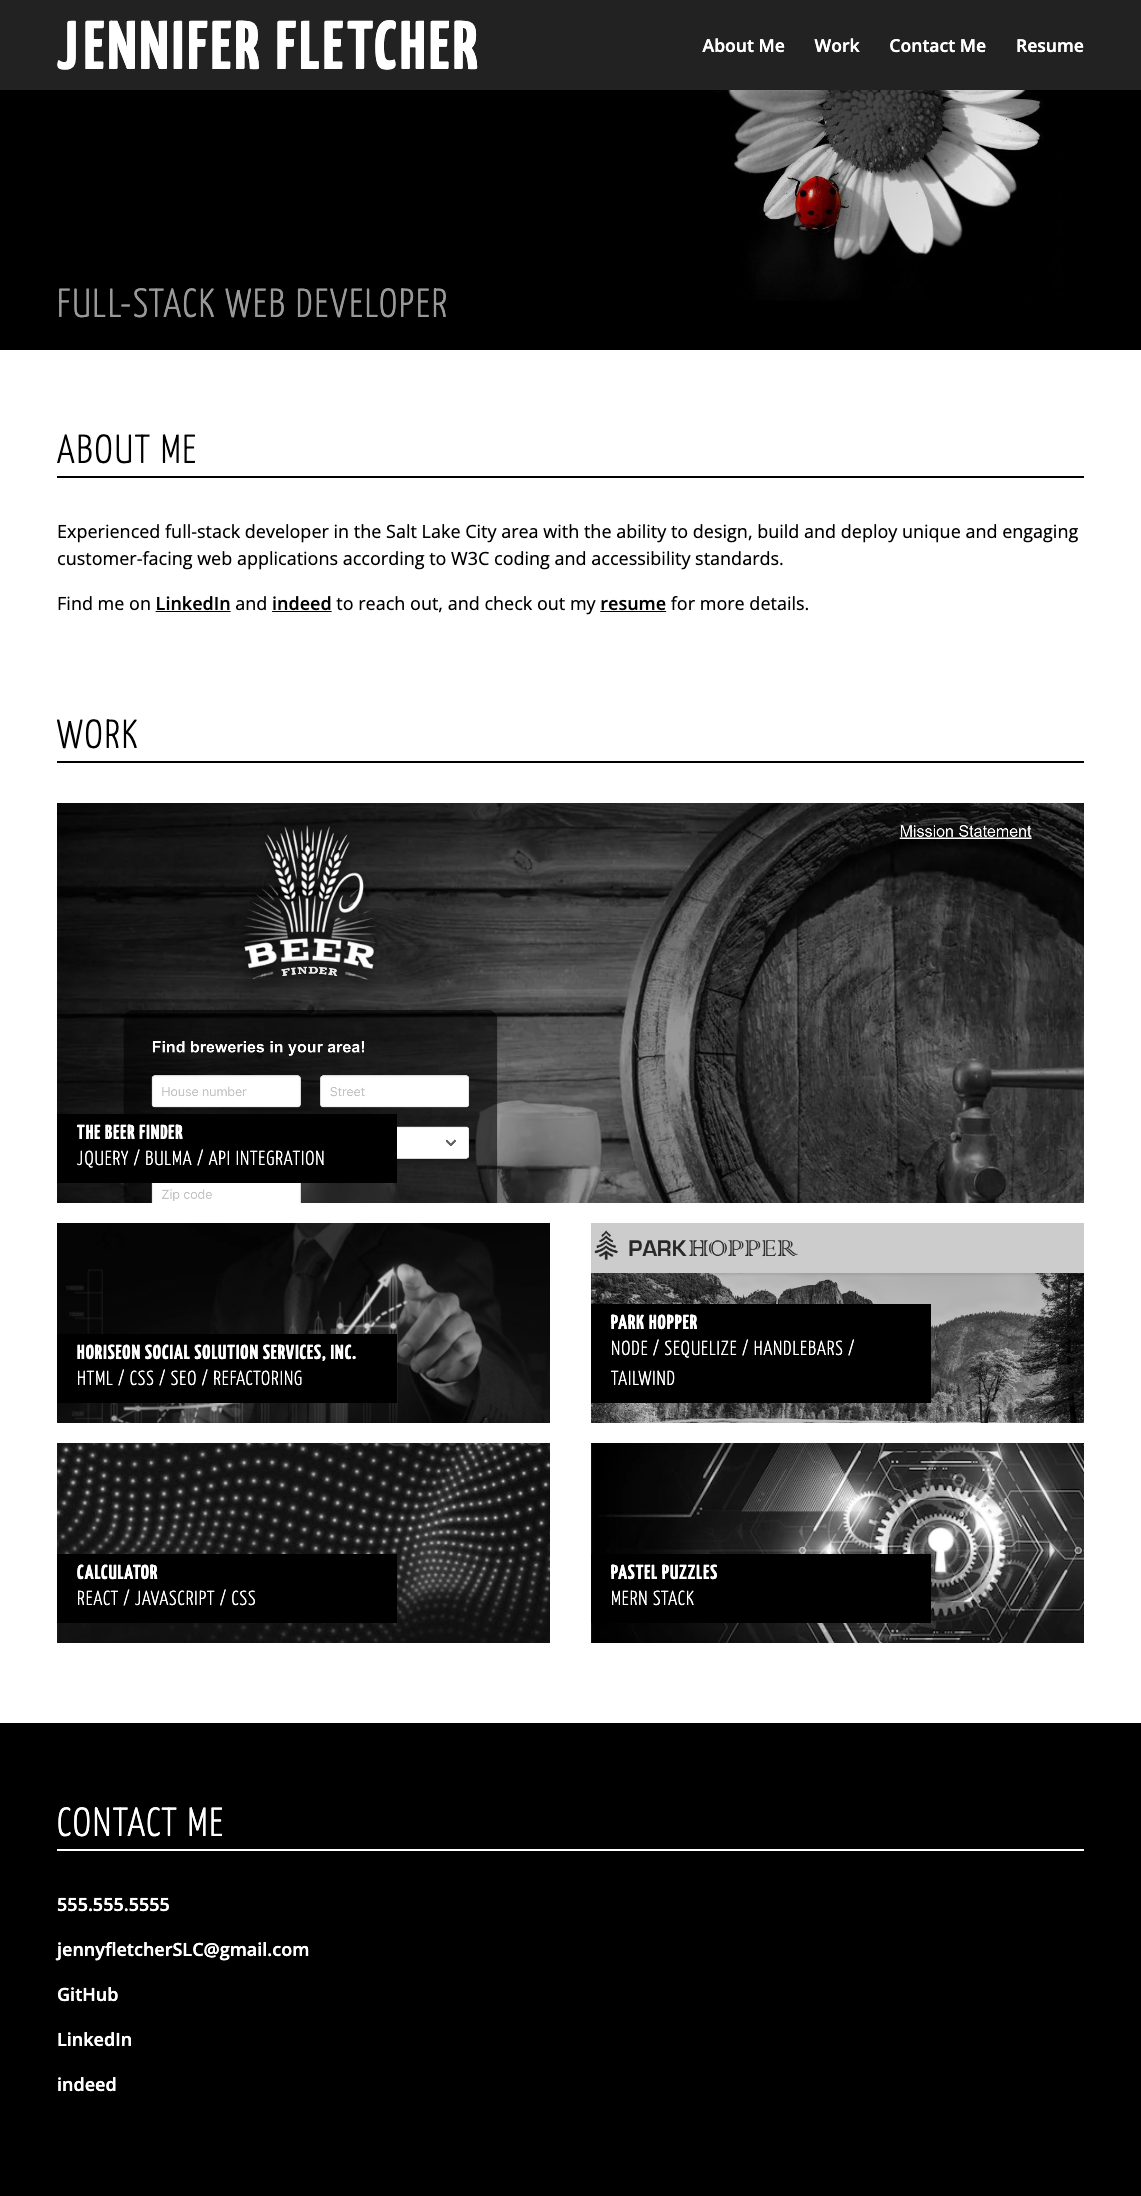 JENNIFER FLETCHER
About Me Work Contact Me Resume
FULL-STACK WEB DEVELOPER
ABOUT ME
Experienced full-stack developer in the Salt Lake City area with the ability to design, build and deploy unique and engaging
customer-facing web applications according to W3C coding and accessibility standards.
Find me on LinkedIn and indeed to reach out, and check out my resume for more details.
WORK
Mission Statement
BEER
FINDER
Find breweries in your area!
House number Street
THE BEER FINDER
JQUERY / BULMA / API INTEGRATION
Zip code
HORISEON SOCIAL SOLUTION SERVICES, INC.
HTML / CSS / SEO / REFACTORING
PARKHOPPER
PARK HOPPER
NODE / SEQUELIZE / HANDLEBARS /
TAILWIND
CALCULATOR
REACT / JAVASCRIPT / CSS
PASTEL PUZZLES
MERN STACK
CONTACT ME
555.555.5555
jennyfletcherSLC@gmail.com
GitHub
LinkedIn
indeed